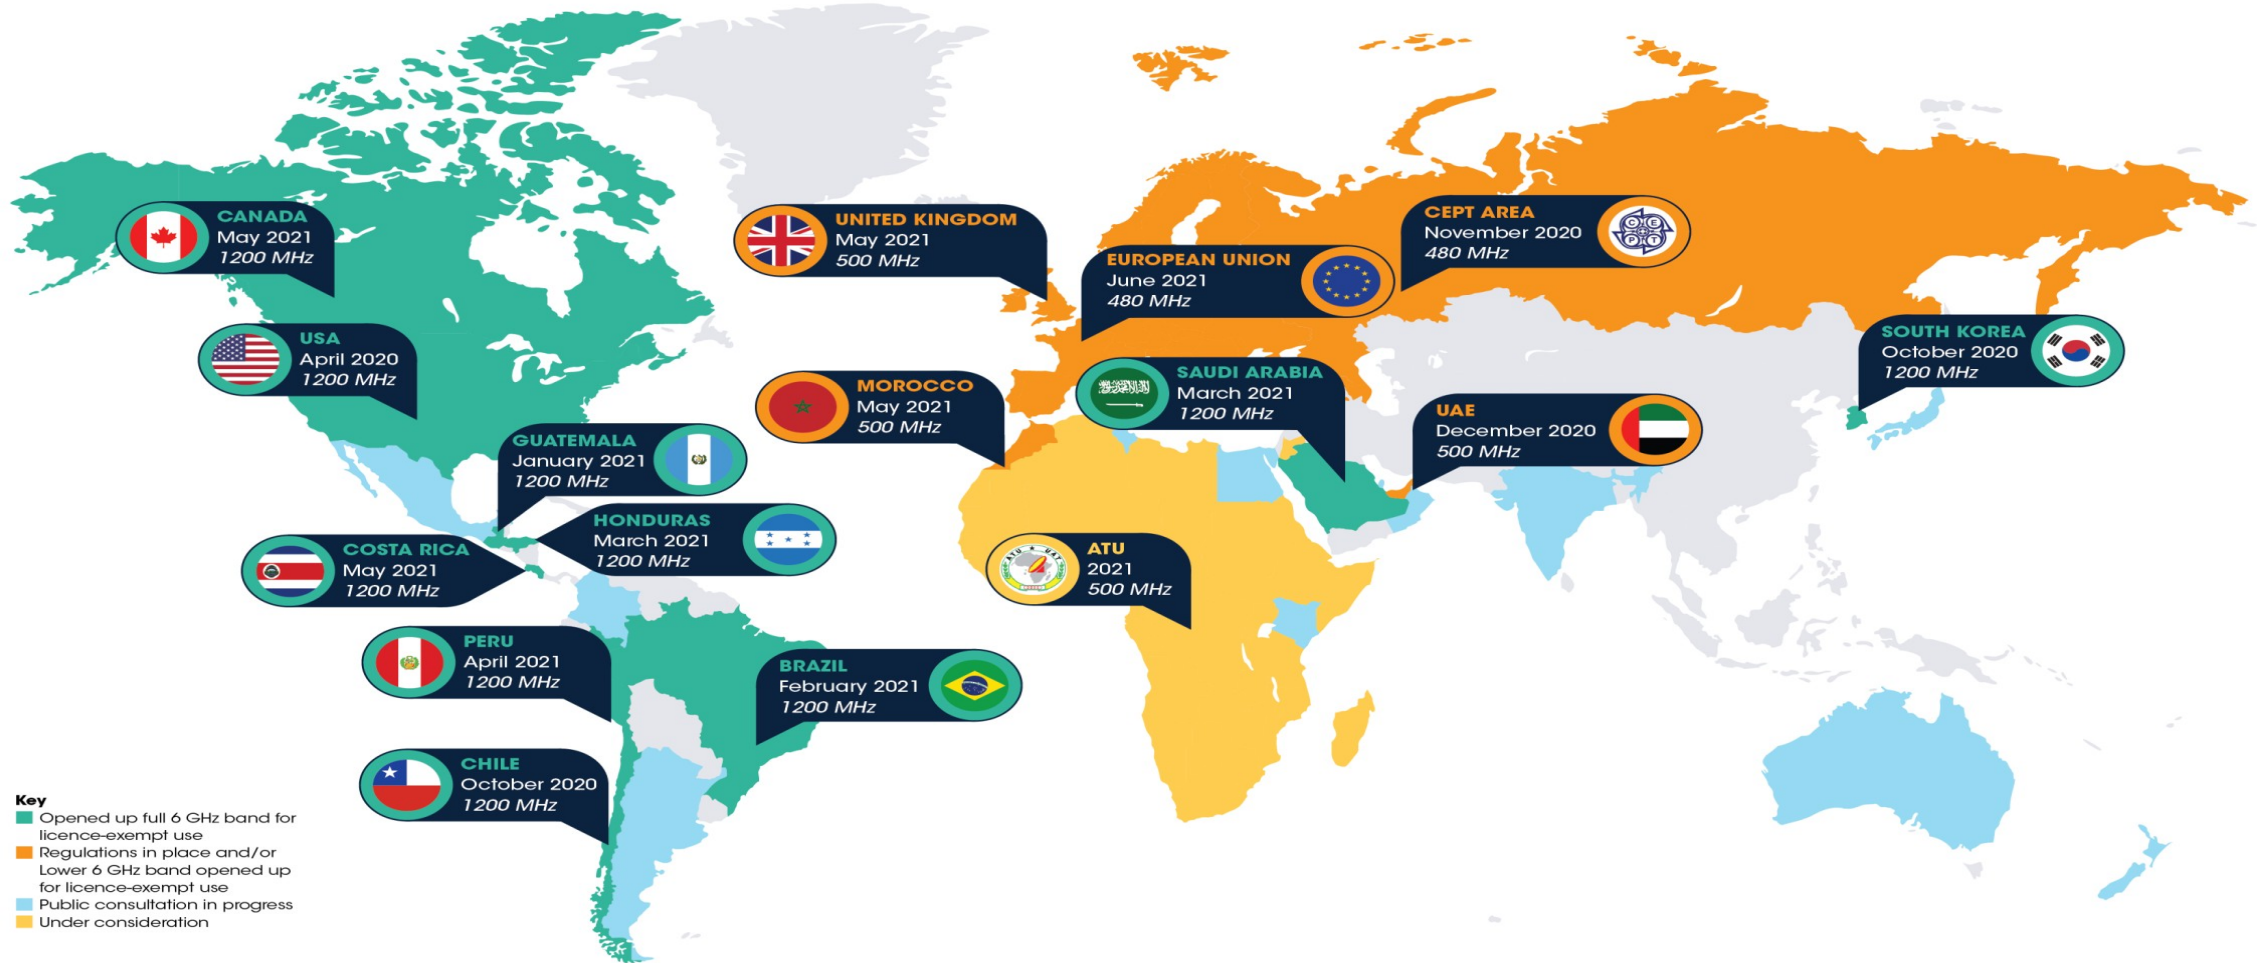 CANADA
May 2021
1200 MHz
USA
April 2020
1200 MHz
GUATEMALA
January 2021
1200 MHz
HONDURAS
March 2021
1200 MHz
COSTA RICA
May 2021
1200 MHz
PERU
April 2021
1200 MHz
BRAZIL
February 2021
1200 MHz
CHILE
October 2020
1200 MHz
UNITED KINGDOM
May 2021
500 MHz
EUROPEAN UNION
June 2021
480 MHz
CEPT AREA
November 2020
480 MHz
C E
P T
MOROCCO
May 2021
500 MHz
SAUDI ARABIA
March 2021
1200 MHz
UAE
December 2020
500 MHz
SOUTH KOREA
October 2020
1200 MHz
ATU
2021
500 MHz
ATU ★ UAT
Key
Opened up full 6 GHz band for
licence-exempt use
Regulations in place and/or
Lower 6 GHz band opened up
for licence-exempt use
Public consultation in progress
Under consideration